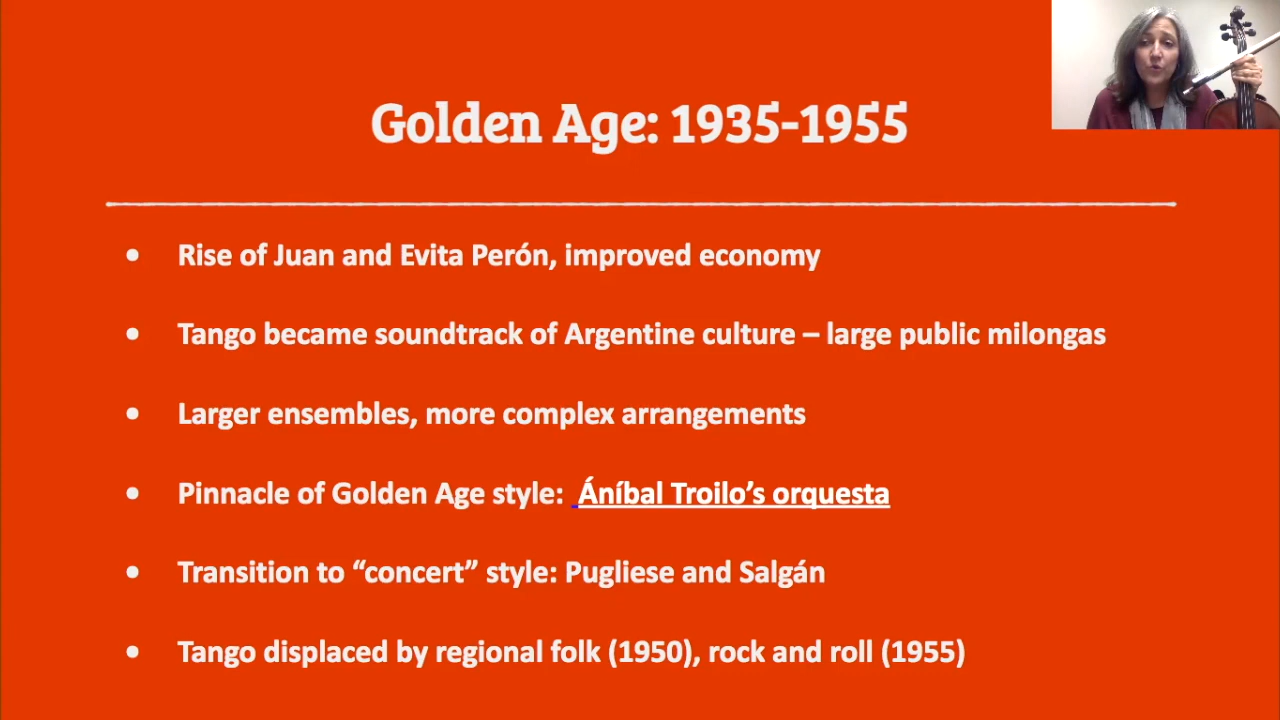 Golden Age: 1935-1955
• Rise of Juan and Evita Perón, improved economy
• Tango became soundtrack of Argentine culture – large public milongas
• Larger ensembles, more complex arrangements
• Pinnacle of Golden Age style: Áníbal Troilo’s orquesta
• Transition to “concert” style: Pugliese and Salgán
• Tango displaced by regional folk (1950), rock and roll (1955)